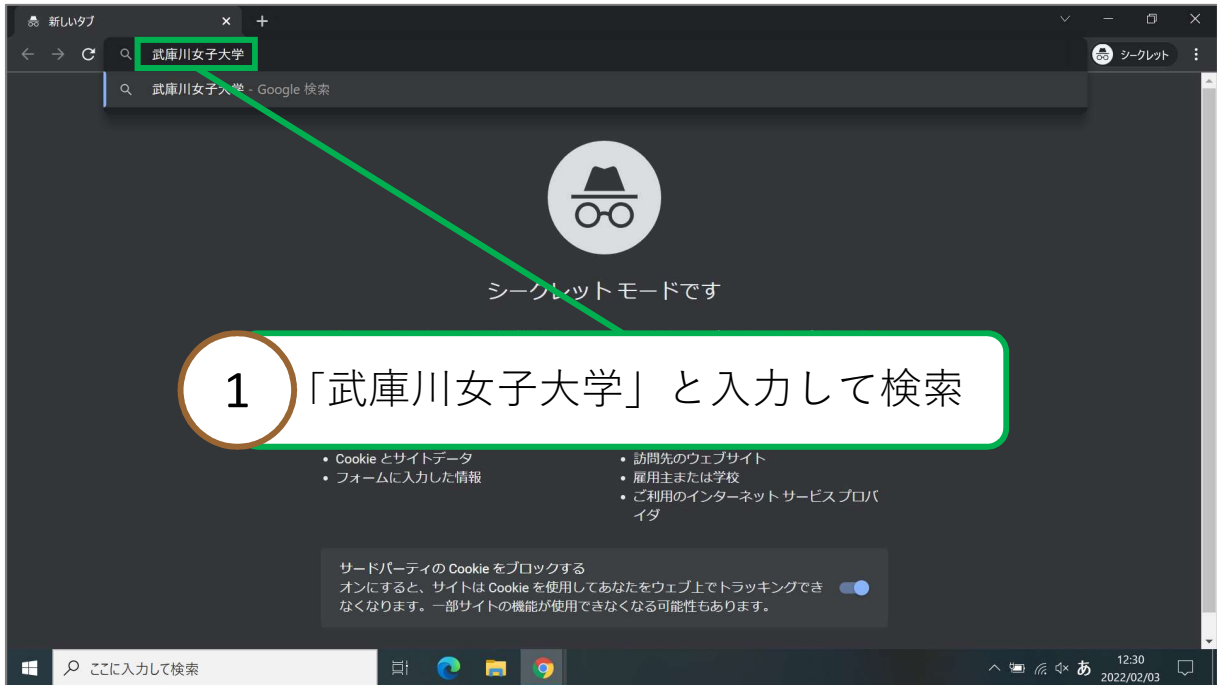 新しいタブ
武庫川女子大学
シークレット
武庫川女子大学 - Google 検索
シークレット モードです
1
「武庫川女子大学」と入力して検索
• Cookie とサイトデータ
• フォームに入力した情報
• 訪問先のウェブサイト
• 雇用主または学校
• ご利用のインターネット サービス プロバ
イダ
サードパーティの Cookie をブロックする
オンにすると、サイトは Cookie を使用してあなたをウェブ上でトラッキングでき
なくなります。一部サイトの機能が使用できなくなる可能性もあります。
ここに入力して検索
あ
12:30
2022/02/03